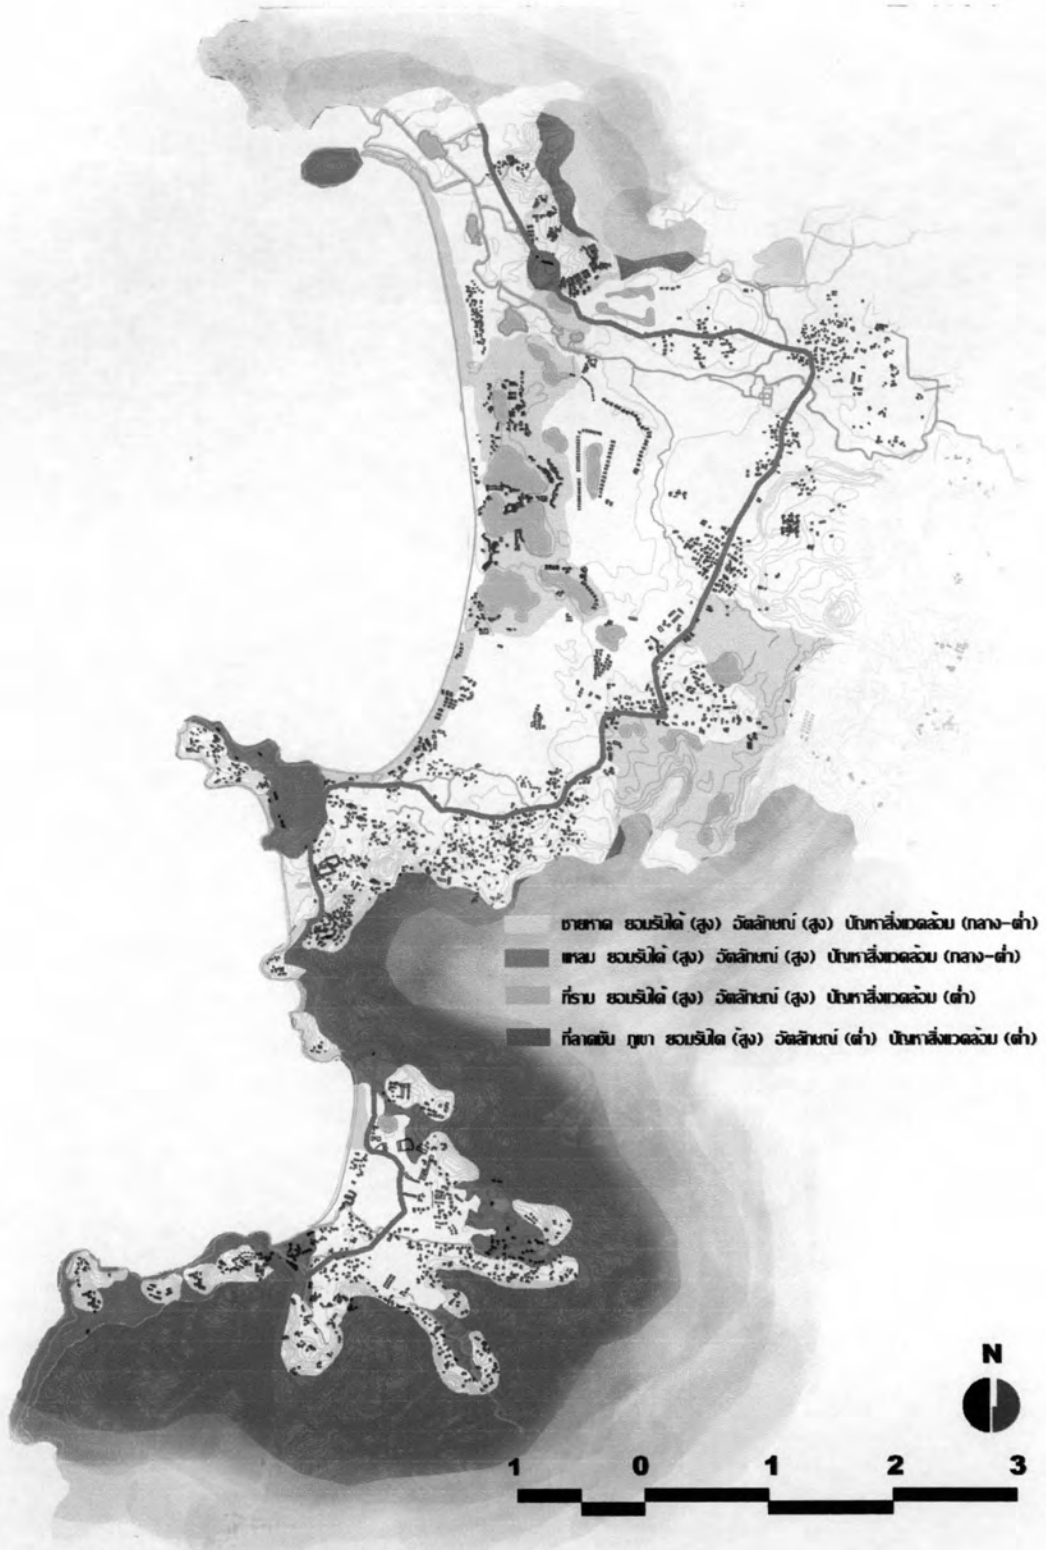 ชายหาด ยอมรับได้ (สูง) อัตลักษณ์ (สูง) ปัญหาสิ่งแวดล้อม (กลาง-ต่ำ)
แหลม ยอมรับได้ (สูง) อัตลักษณ์ (สูง) ปัญหาสิ่งแวดล้อม (กลาง-ต่ำ)
ที่ราบ ยอมรับได้ (สูง) อัตลักษณ์ (สูง) ปัญหาสิ่งแวดล้อม (ต่ำ)
ที่ลาดชัน ภูเขา ยอมรับได (สูง) อัตลักษณ์ (ต่ำ) ปัญหาสิ่งแวดล้อม (ต่ำ)
N
1 0 1 2 3